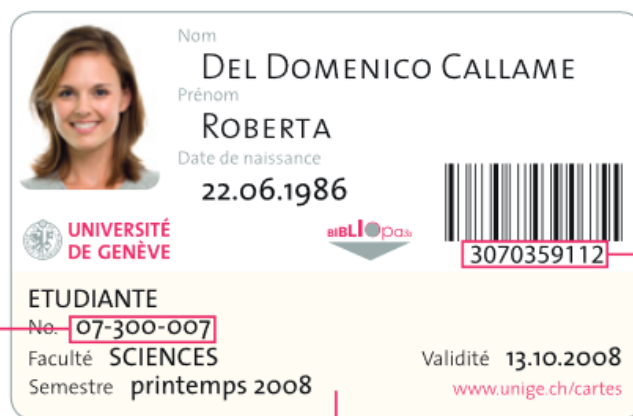 Nom
DEL DOMENICO CALLAME
Prénom
ROBERTA
Date de naissance
22.06.1986
UNIVERSITÉ
DE GENÈVE
BIBLIOpass
3070359112
ETUDIANTE
No. 07-300-007
Faculté SCIENCES
Semestre printemps 2008
Validité 13.10.2008
www.unige.ch/cartes